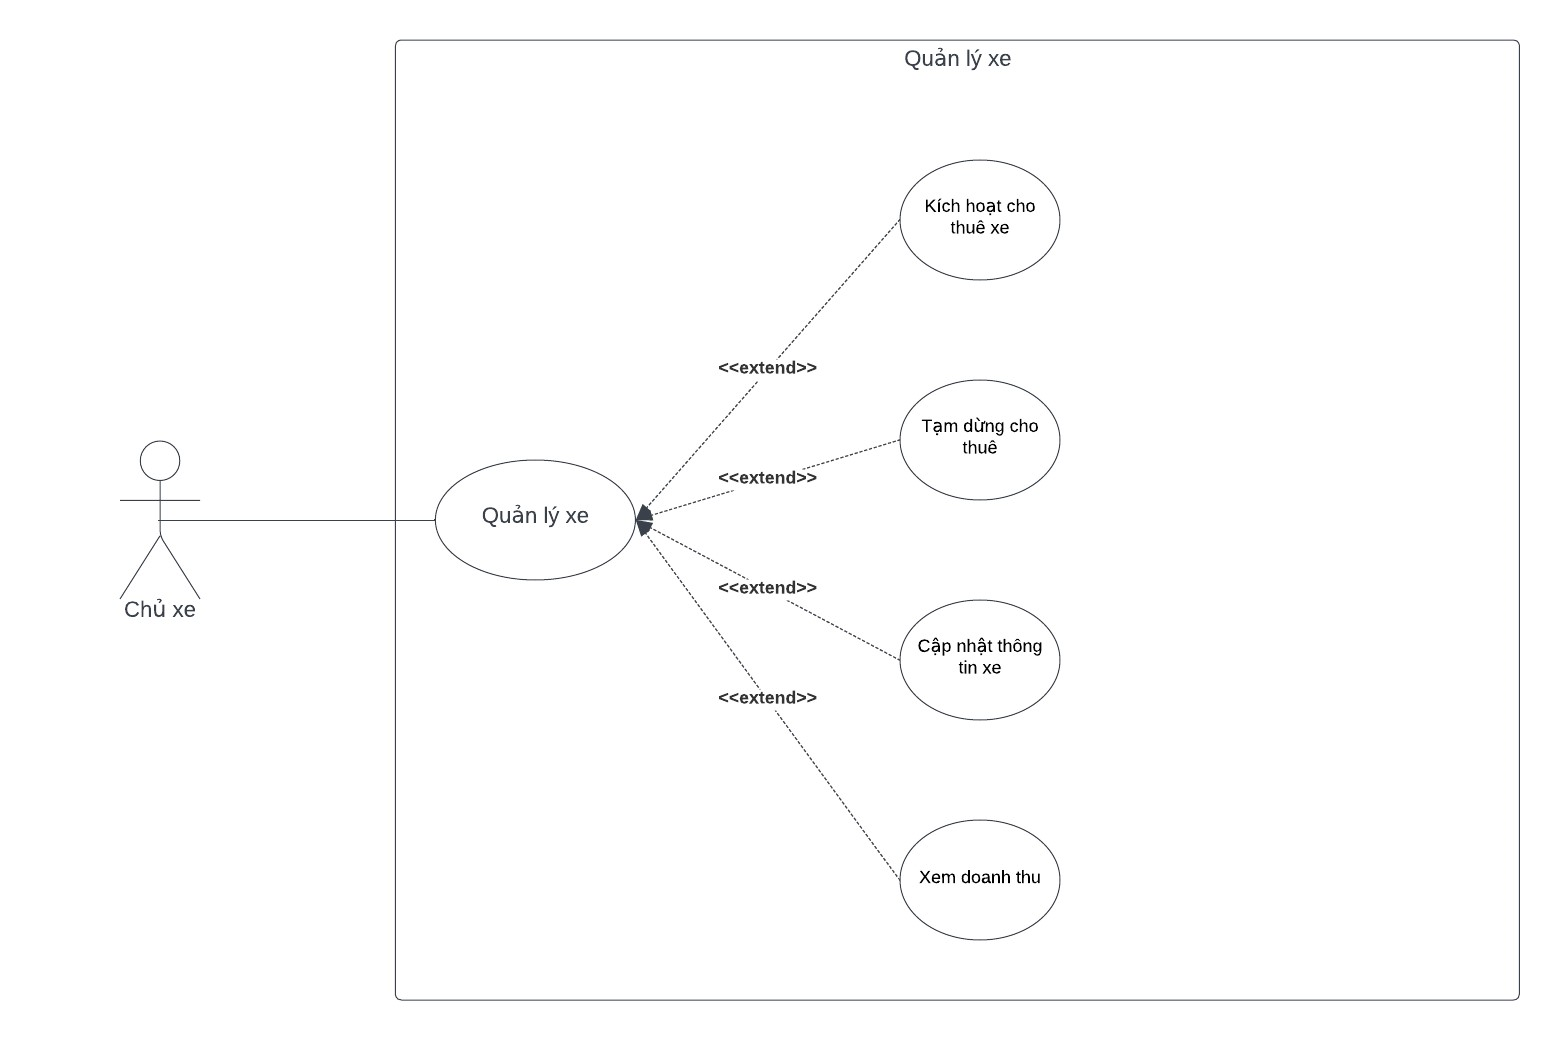 Quản lý xe
Kích hoạt cho
thuê xe
<<extend>>
Tạm dừng cho
thuê
<<extend>>
Quản lý xe
Chủ xe
<<extend>>
Cập nhật thông
tin xe
<<extend>>
Xem doanh thu